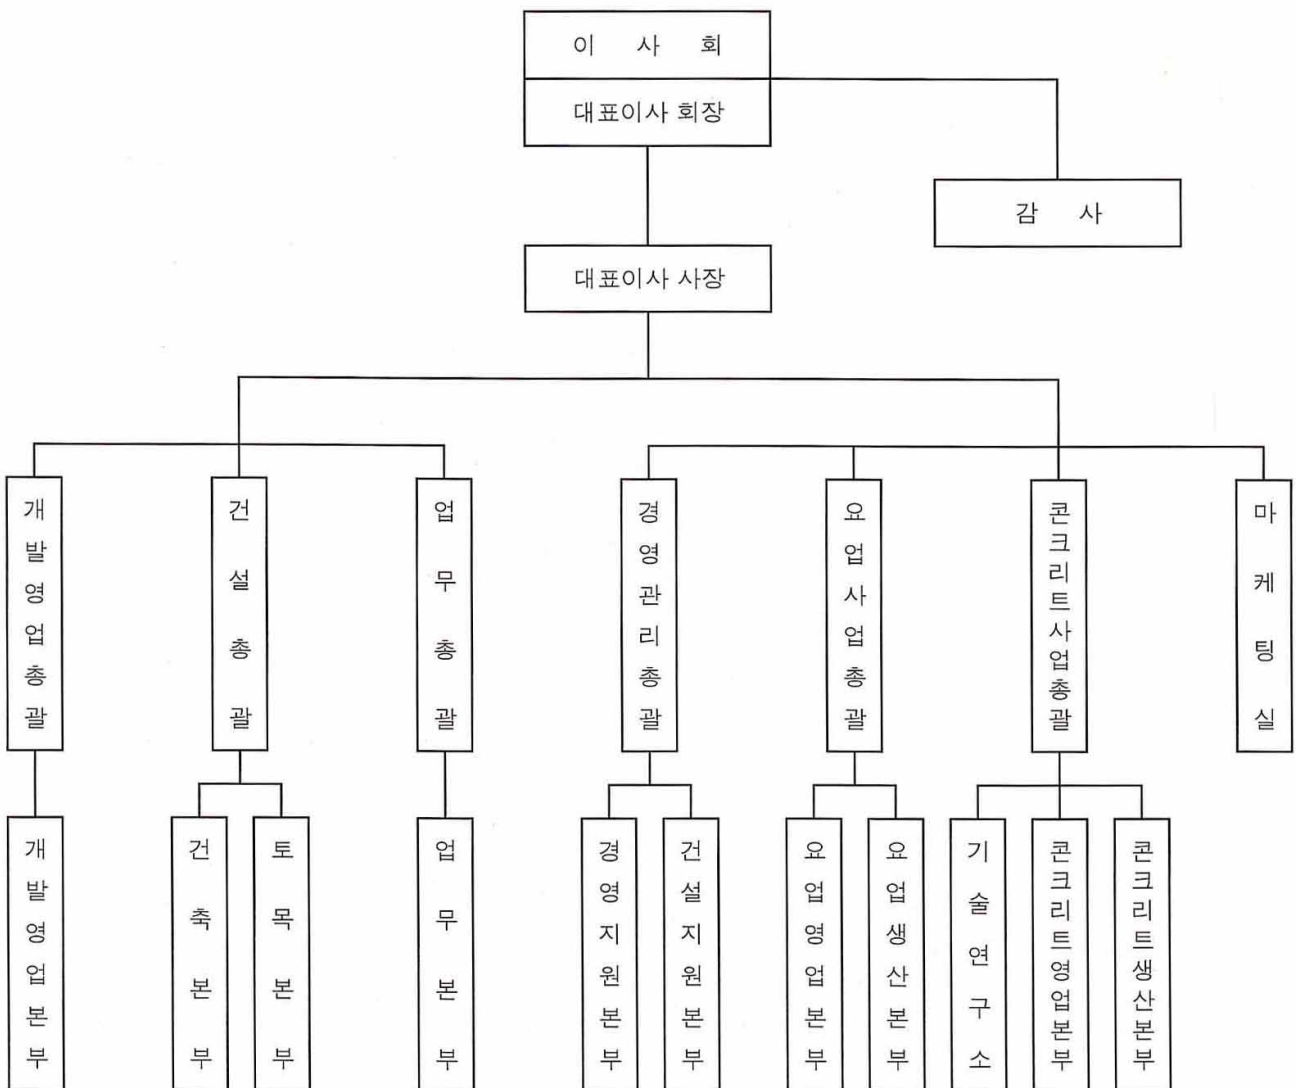 이 사 회
대표이사 회장
감 사
대표이사 사장
개발영업총괄
건설총괄
업무총괄
경영관리총괄
요업사업총괄
콘크리트사업총괄
마케팅실
개발영업본부
건축본부
토목본부
업무본부
경영지원본부
건설지원본부
요업영업본부
요업생산본부
기술연구소
콘크리트영업본부
콘크리트생산본부